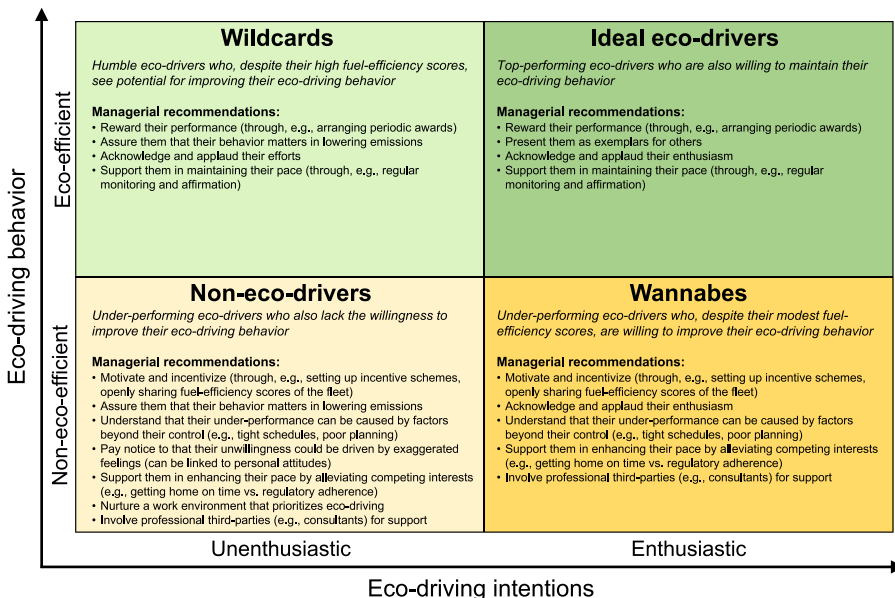 Eco-driving behavior
Eco-efficient
Non-eco-efficient
Wildcards
Humble eco-drivers who, despite their high fuel-efficiency scores,
see potential for improving their eco-driving behavior
Managerial recommendations:
• Reward their performance (through, e.g., arranging periodic awards)
• Assure them that their behavior matters in lowering emissions
• Acknowledge and applaud their efforts
• Support them in maintaining their pace (through, e.g., regular
monitoring and affirmation)
Ideal eco-drivers
Top-performing eco-drivers who are also willing to maintain their
eco-driving behavior
Managerial recommendations:
• Reward their performance (through, e.g., arranging periodic awards)
• Present them as exemplars for others
• Acknowledge and applaud their enthusiasm
• Support them in maintaining their pace (through, e.g., regular
monitoring and affirmation)
Non-eco-drivers
Under-performing eco-drivers who also lack the willingness to
improve their eco-driving behavior
Managerial recommendations:
• Motivate and incentivize (through, e.g., setting up incentive schemes,
openly sharing fuel-efficiency scores of the fleet)
• Assure them that their behavior matters in lowering emissions
• Understand that their under-performance can be caused by factors
beyond their control (e.g., tight schedules, poor planning)
• Pay notice to that their unwillingness could be driven by exaggerated
feelings (can be linked to personal attitudes)
• Support them in enhancing their pace by alleviating competing interests
(e.g., getting home on time vs. regulatory adherence)
• Nurture a work environment that prioritizes eco-driving
• Involve professional third-parties (e.g., consultants) for support
Wannabes
Under-performing eco-drivers who, despite their modest fuel-
efficiency scores, are willing to improve their eco-driving behavior
Managerial recommendations:
• Motivate and incentivize (through, e.g., setting up incentive schemes,
openly sharing fuel-efficiency scores of the fleet)
• Acknowledge and applaud their enthusiasm
• Understand that their under-performance can be caused by factors
beyond their control (e.g., tight schedules, poor planning)
• Support them in enhancing their pace by alleviating competing interests
(e.g., getting home on time vs. regulatory adherence)
• Involve professional third-parties (e.g., consultants) for support
Unenthusiastic
Enthusiastic
Eco-driving intentions